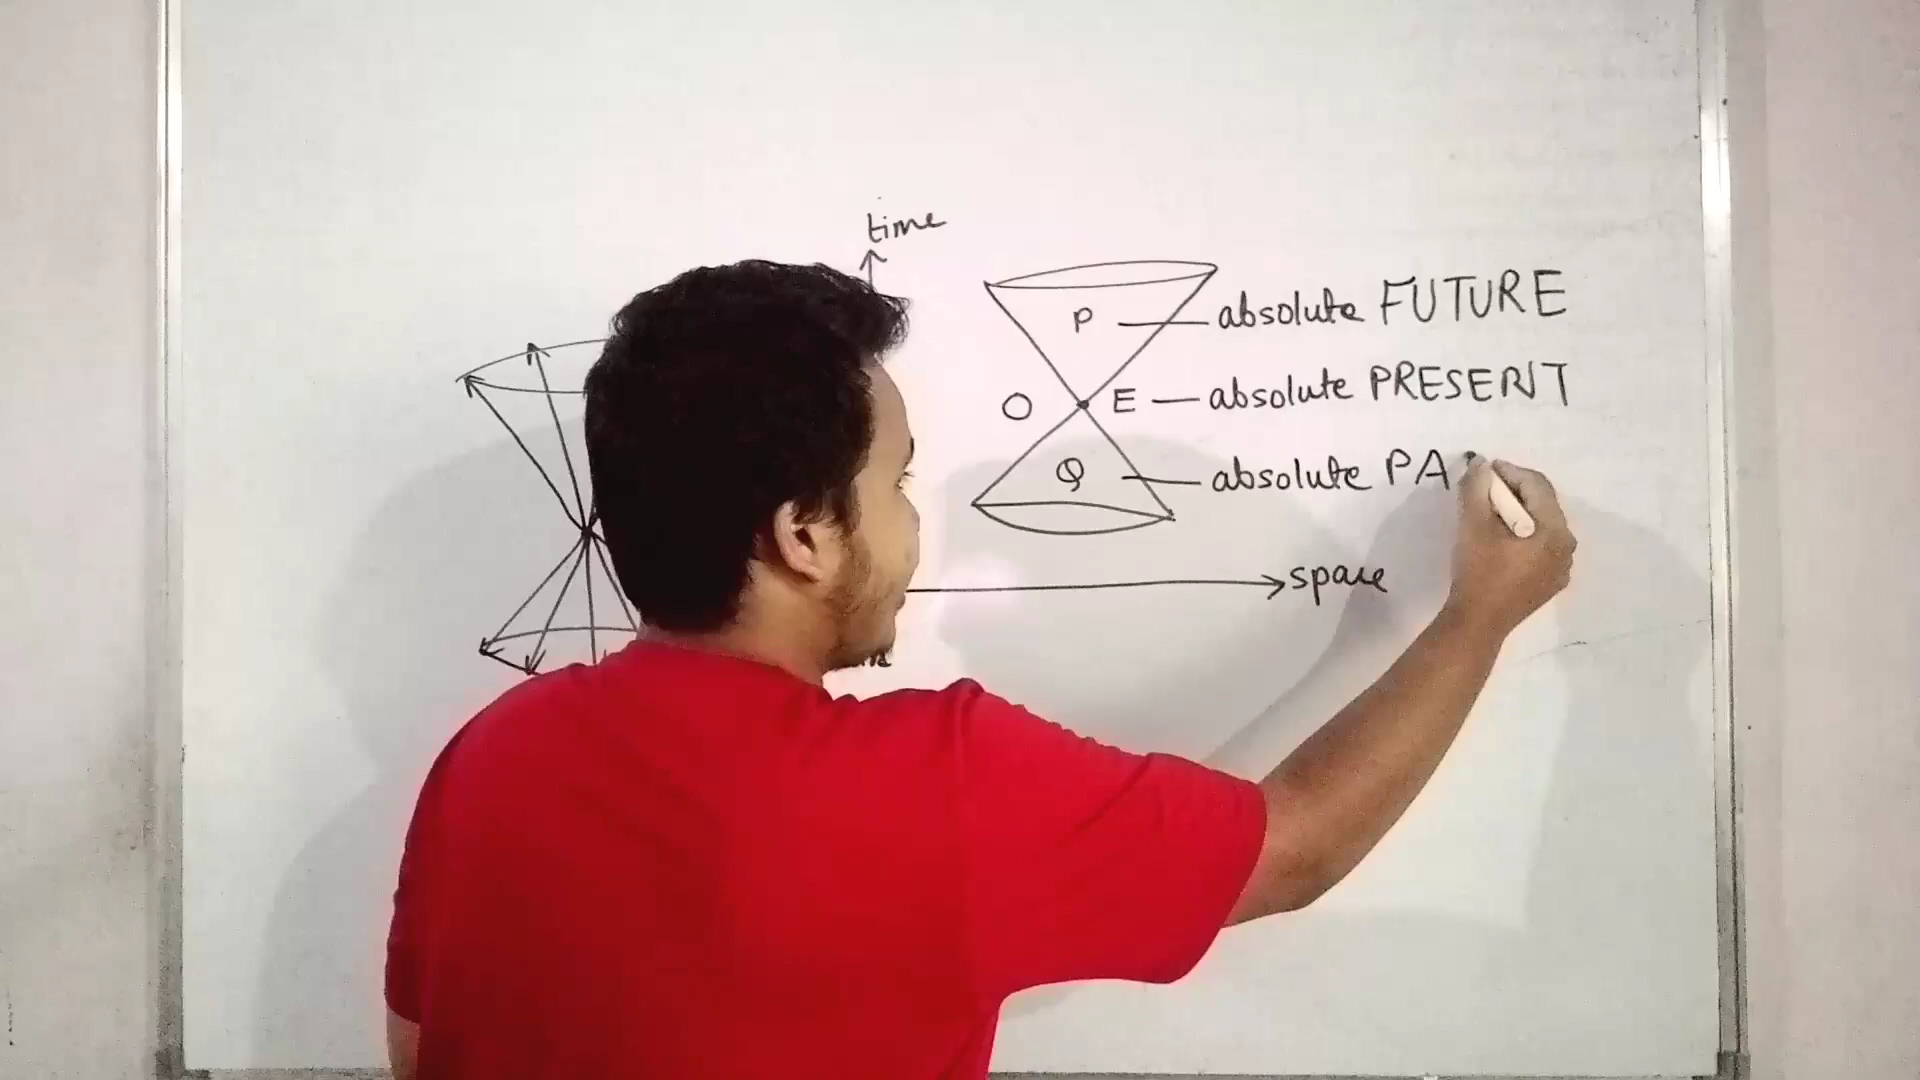 time
P — absolute FUTURE
O E — absolute PRESENT
Q — absolute PA
space